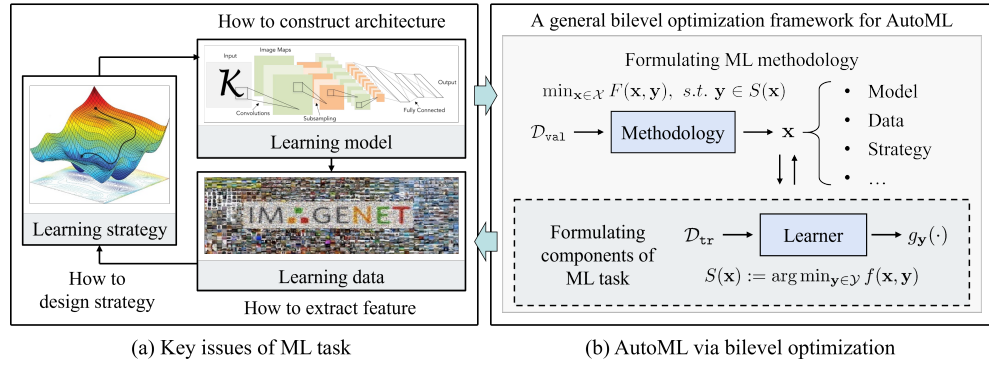 How to construct architecture
Input
Image Maps
Output
K
Convolutions
Subsampling
Fully Connected
Learning model
Learning strategy
IMAGENET
Learning data
How to
design strategy
How to extract feature
(a) Key issues of ML task
A general bilevel optimization framework for AutoML
Formulating ML methodology
min_{x∈𝒳} F(x, y), s.t. y ∈ S(x)
𝒟_val
Methodology
x
• Model
• Data
• Strategy
• …
Formulating
components of
ML task
𝒟_tr
Learner
g_y(·)
S(x) := arg min_{y∈𝒴} f(x, y)
(b) AutoML via bilevel optimization